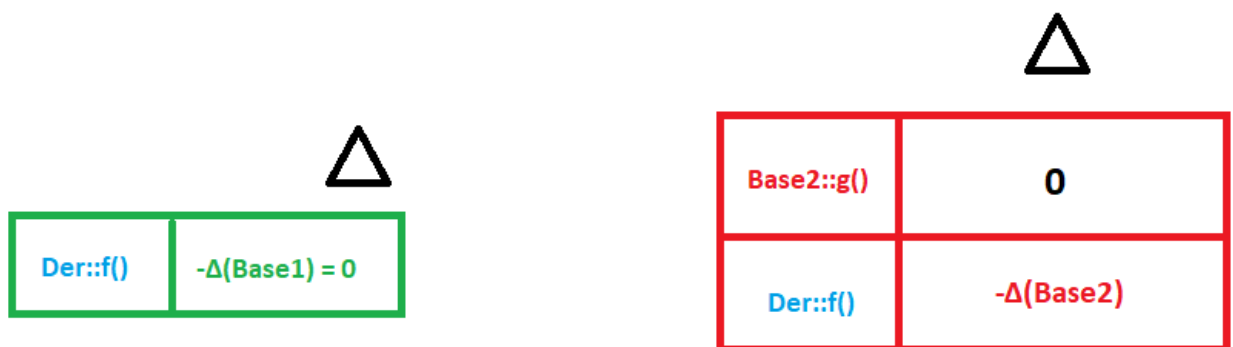 Δ
Der::f() -Δ(Base1) = 0
Δ
Base2::g() 0
Der::f() -Δ(Base2)